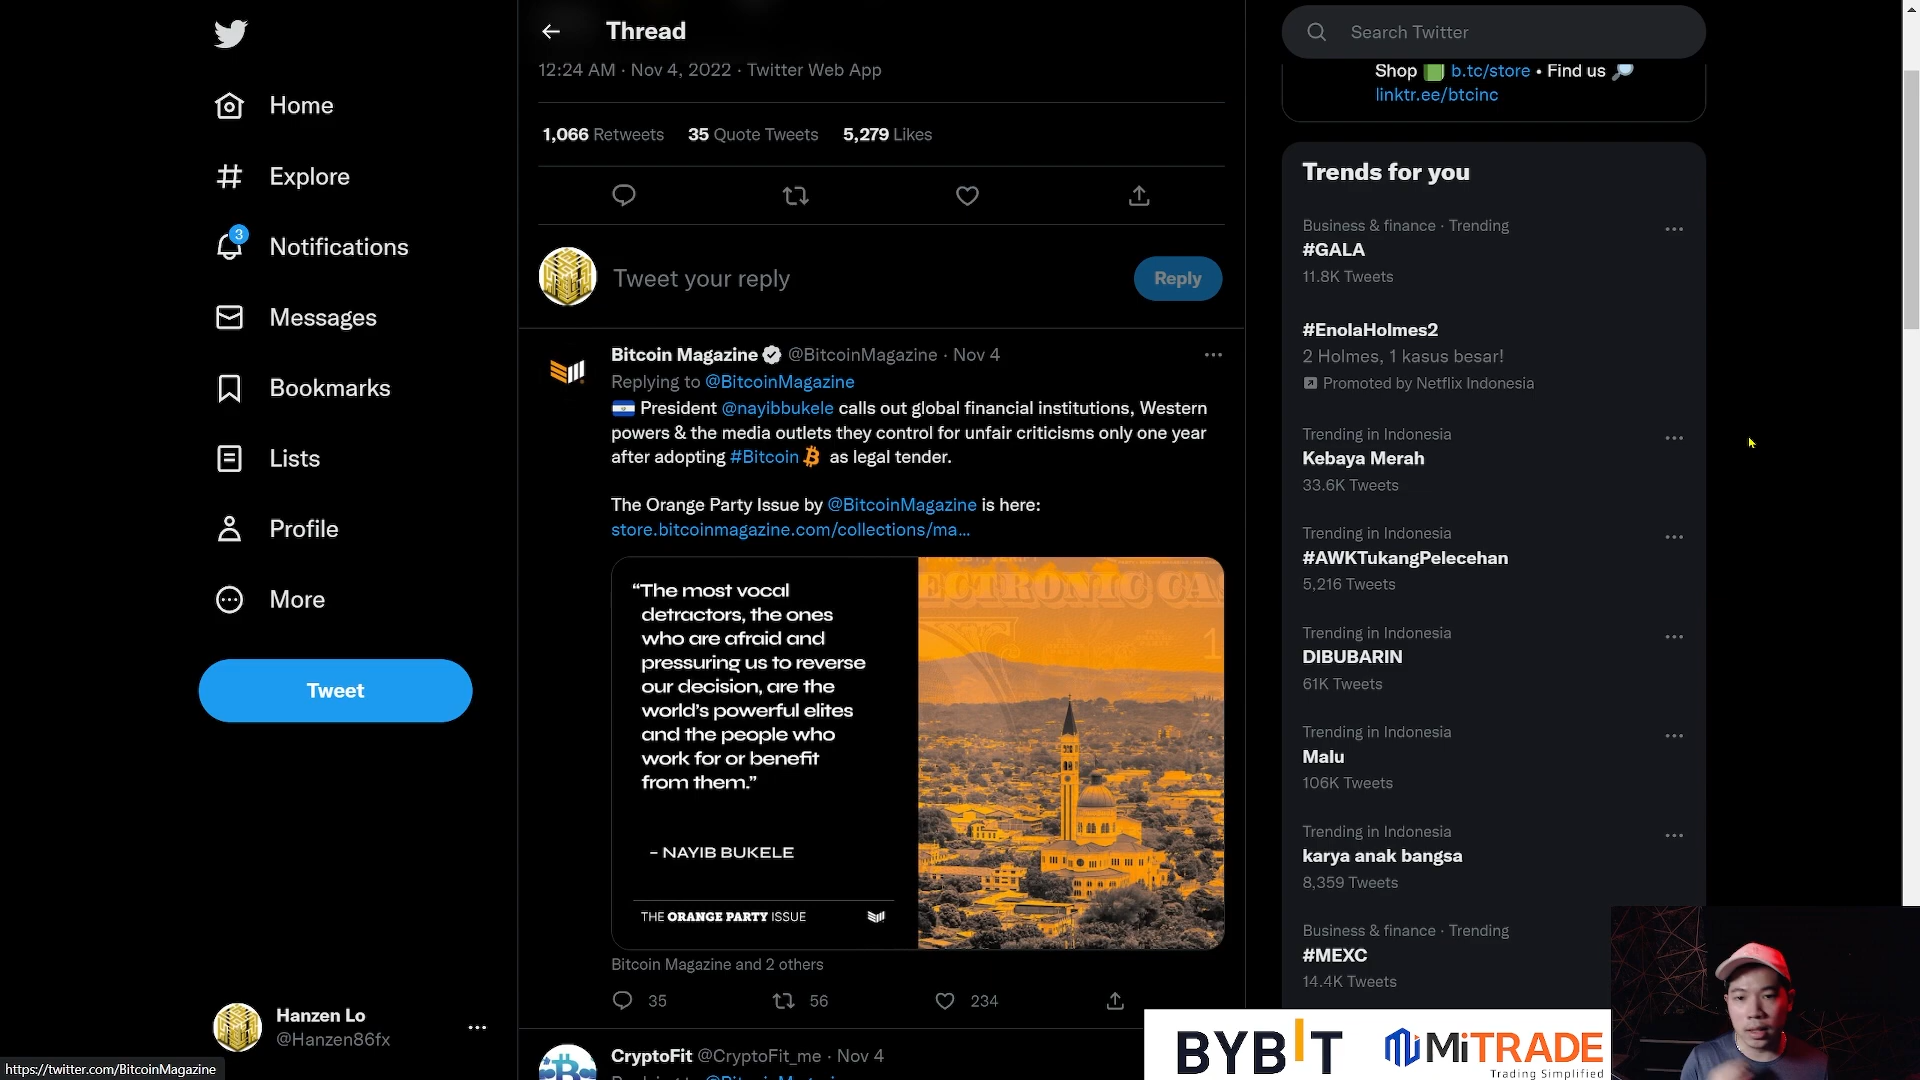 Thread
Search Twitter
12:24 AM · Nov 4, 2022 · Twitter Web App
Shop b.tc/store • Find us
linktr.ee/btcinc
Home
1,066 Retweets 35 Quote Tweets 5,279 Likes
Explore
3
Notifications
Messages
Bookmarks
Lists
Profile
More
Tweet
Tweet your reply
Reply
Bitcoin Magazine @BitcoinMagazine · Nov 4
Replying to @BitcoinMagazine
President @nayibbukele calls out global financial institutions, Western
powers & the media outlets they control for unfair criticisms only one year
after adopting #Bitcoin as legal tender.
The Orange Party Issue by @BitcoinMagazine is here:
store.bitcoinmagazine.com/collections/ma...
“The most vocal
detractors, the ones
who are afraid and
pressuring us to reverse
our decision, are the
world’s powerful elites
and the people who
work for or benefit
from them.”
– NAYIB BUKELE
THE ORANGE PARTY ISSUE
ECTRONIC CA
Bitcoin Magazine and 2 others
35 56 234
CryptoFit @CryptoFit_me · Nov 4
Trends for you
Business & finance · Trending
#GALA
11.8K Tweets
#EnolaHolmes2
2 Holmes, 1 kasus besar!
Promoted by Netflix Indonesia
Trending in Indonesia
Kebaya Merah
33.6K Tweets
Trending in Indonesia
#AWKTukangPelecehan
5,216 Tweets
Trending in Indonesia
DIBUBARIN
61K Tweets
Trending in Indonesia
Malu
106K Tweets
Trending in Indonesia
karya anak bangsa
8,359 Tweets
Business & finance · Trending
#MEXC
14.4K Tweets
Hanzen Lo
@Hanzen86fx
https://twitter.com/BitcoinMagazine
BYBIT
MiTRADE
Trading Simplified